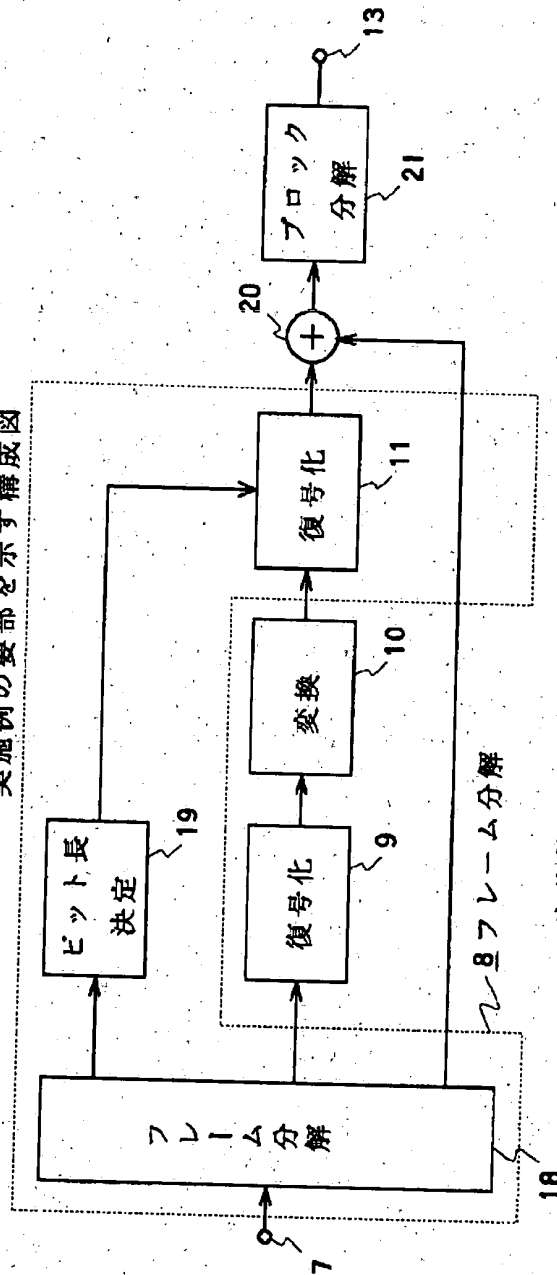 実施例の要部を示す構成図
7
フレーム分解
18
ビット長
決定
19
復号化
9
変換
10
復号化
11
8 フレーム分解
20
+
ブロック
分解
21
13